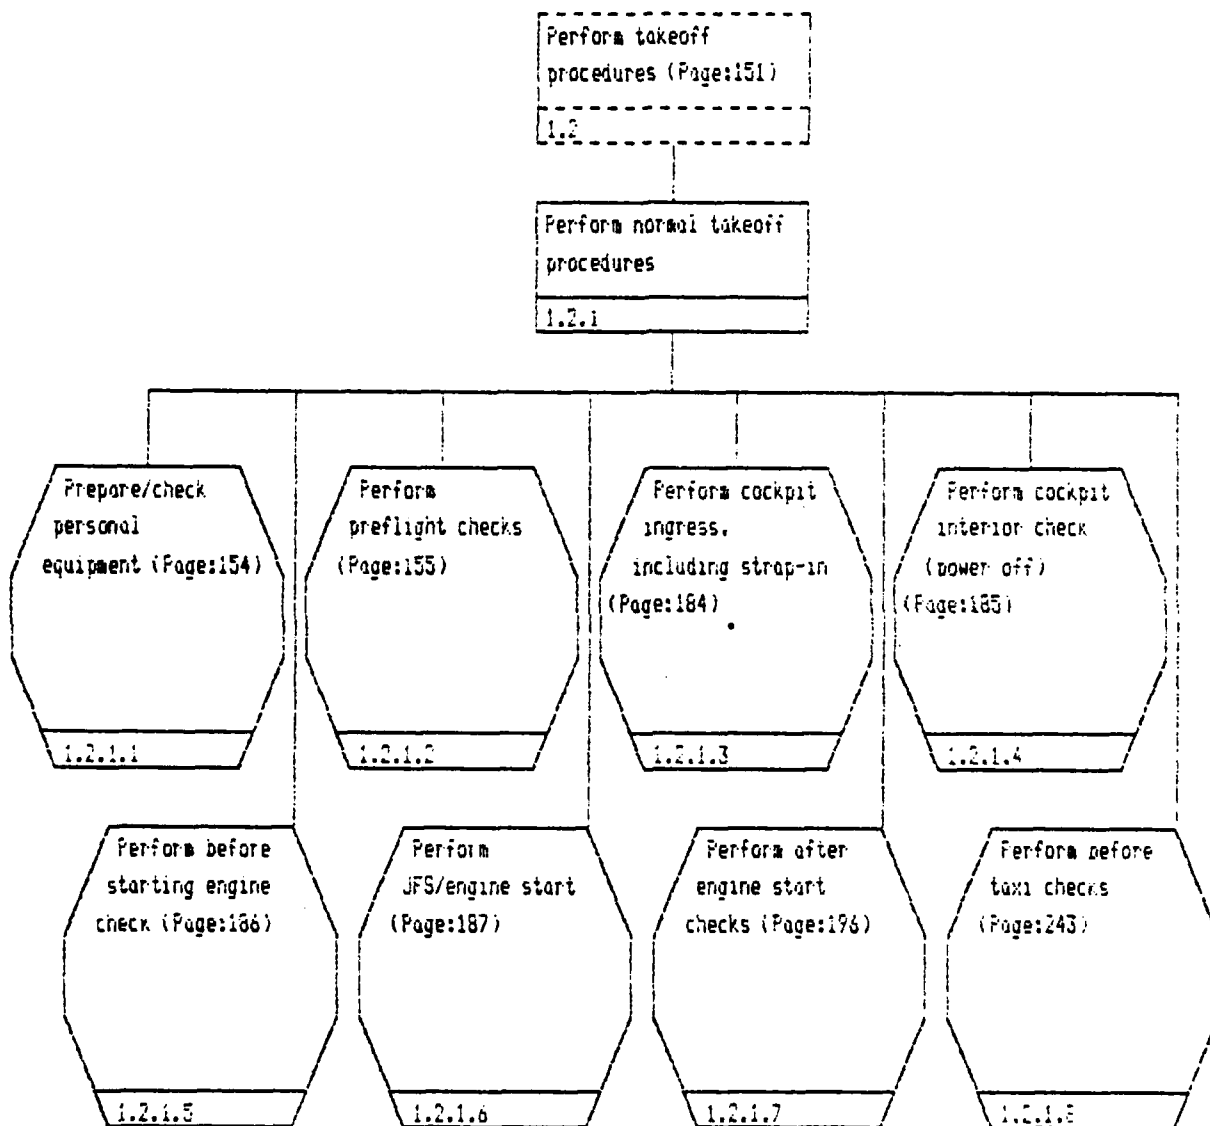 Perform takeoff
procedures (Page:151)
1.2
Perform normal takeoff
procedures
1.2.1
Prepare/check
personal
equipment (Page:154)
1.2.1.1
Perform
preflight checks
(Page:155)
1.2.1.2
Perform cockpit
ingress,
including strap-in
(Page:184)
1.2.1.3
Perform cockpit
interior check
(power off)
(Page:185)
1.2.1.4
Perform before
starting engine
check (Page:186)
1.2.1.5
Perform
JFS/engine start
(Page:187)
1.2.1.6
Perform after
engine start
checks (Page:196)
1.2.1.7
Perform before
taxi checks
(Page:243)
1.2.1.8